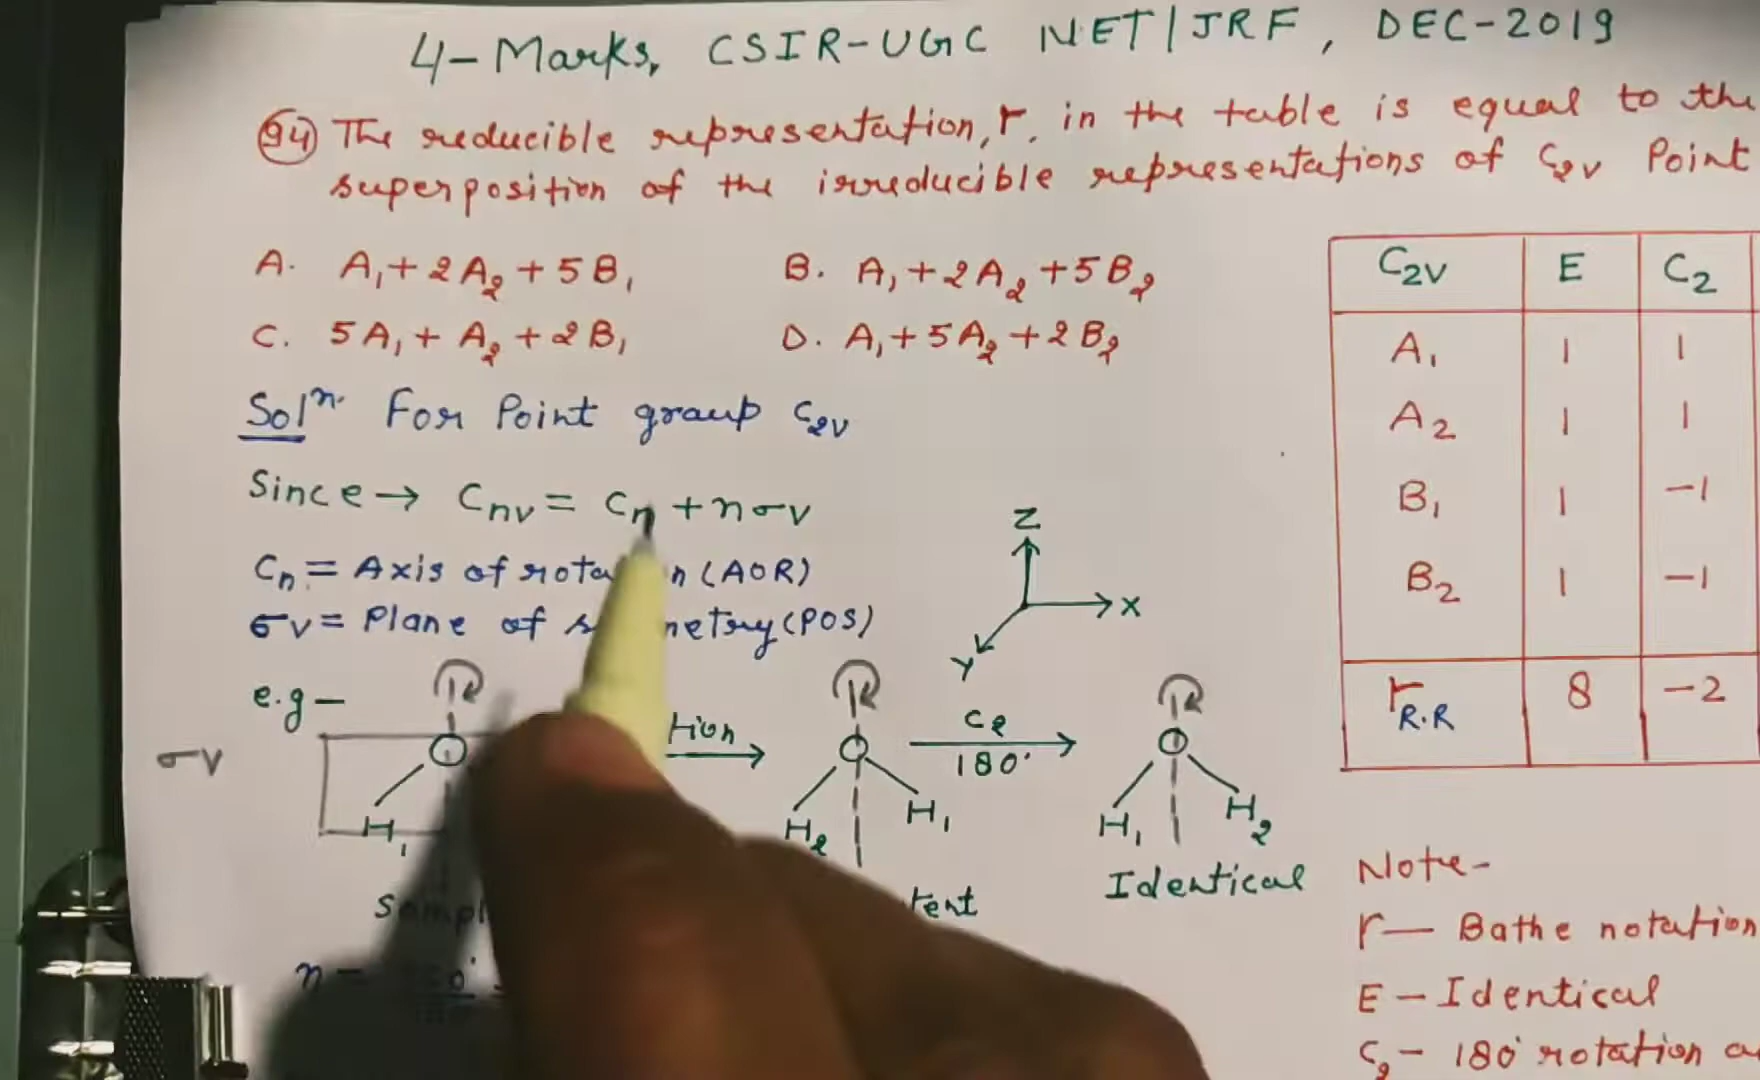 4-Marks, CSIR-UGC NET/JRF, DEC-2019
94 The reducible representation, Γ, in the table is equal to the
superposition of the irreducible representations of C2v Point
A. A1+2A2+5B1
B. A1+2A2+5B2
C. 5A1+A2+2B1
D. A1+5A2+2B2
Soln. For Point group C2v
Since → Cnv = Cn + nσv
Cn = Axis of (AOR)
σv = Plane of (POS)
e.g-
Z
X
Y
σv
H1
H2
H1
C2
180°
H1
H2
Identical
C2v E C2
A1 1 1
A2 1 1
B1 1 -1
B2 1 -1
ΓR.R 8 -2
Note-
Γ— Bathe notation
E — Identical
C2 — 180° rotation